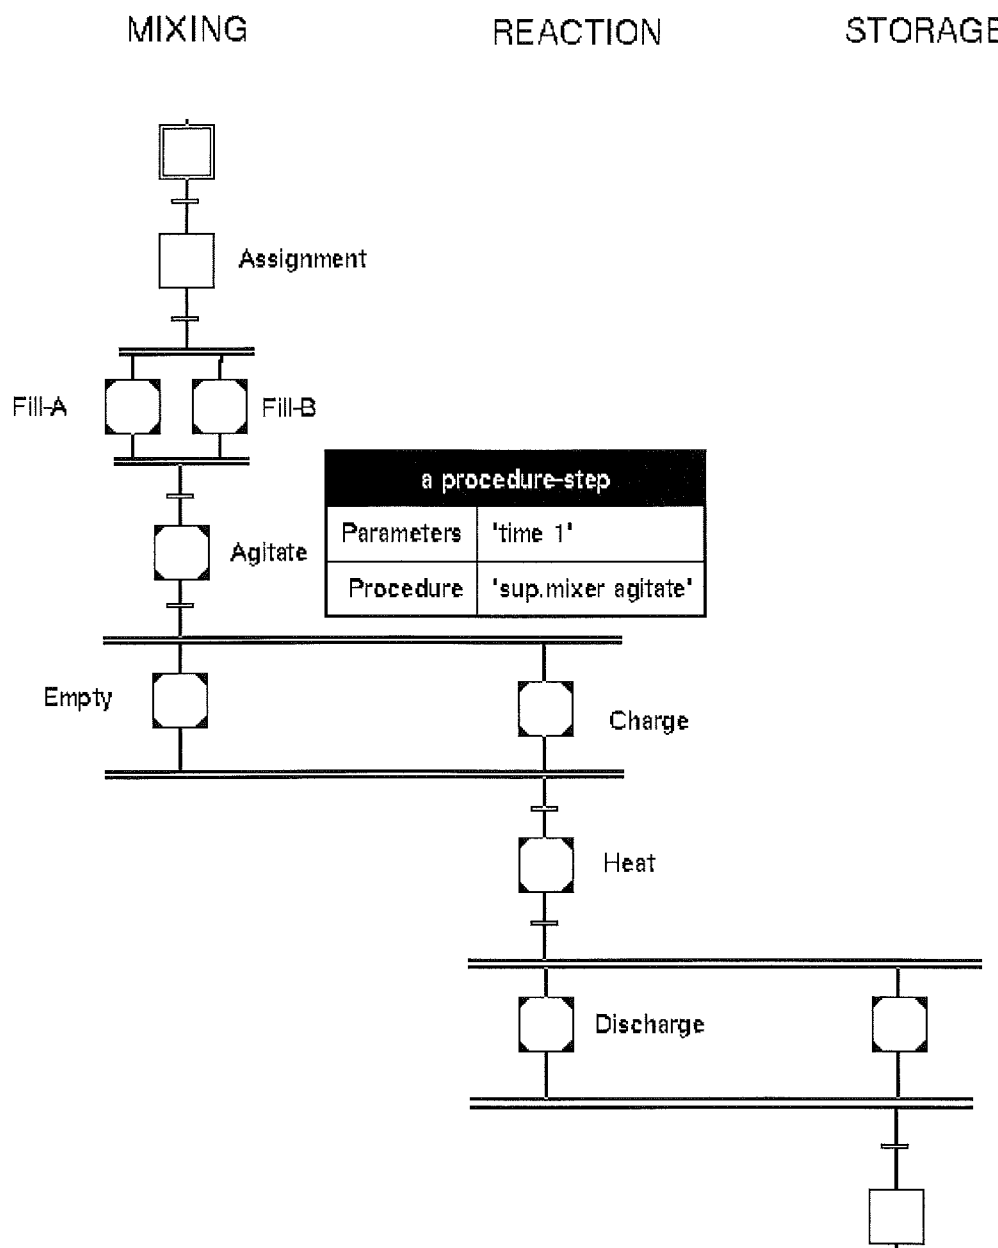 MIXING REACTION STORAGE
Assignment
Fill-A Fill-B
a procedure-step
Parameters 'time 1'
Agitate
Procedure 'sup.mixer agitate'
Empty
Charge
Heat
Discharge